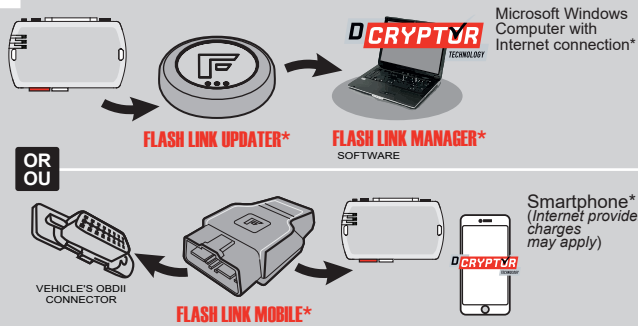 Microsoft Windows
Computer with
Internet connection*
DCRYPTOR
TECHNOLOGY
FLASH LINK UPDATER*
FLASH LINK MANAGER*
SOFTWARE
OR
OU
Smartphone*
(Internet provide
charges
may apply)
DCRYPTOR
TECHNOLOGY
VEHICLE'S OBDII
CONNECTOR
FLASH LINK MOBILE*